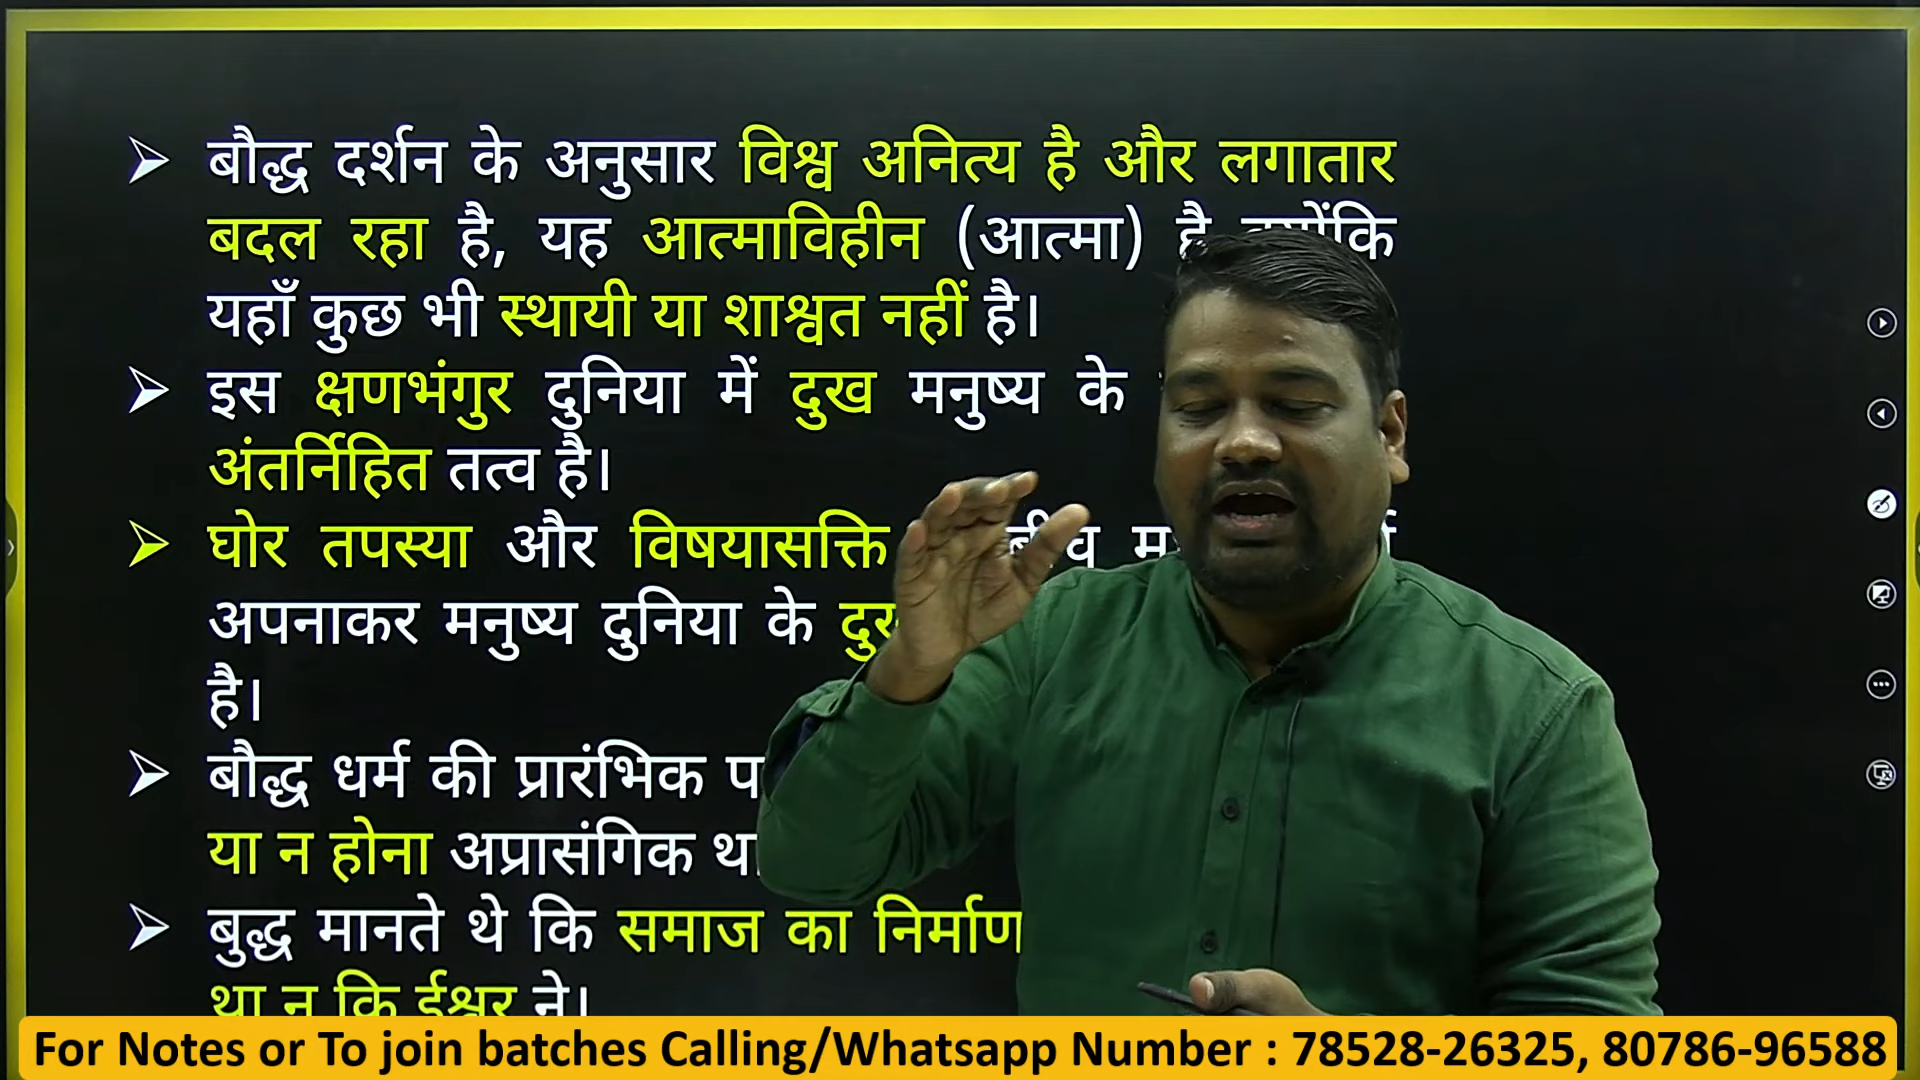 ➢ बौद्ध दर्शन के अनुसार विश्व अनित्य है और लगातार
बदल रहा है, यह आत्माविहीन (आत्मा) है क्योंकि
यहाँ कुछ भी स्थायी या शाश्वत नहीं है।
➢ इस क्षणभंगुर दुनिया में दुख मनुष्य के
अंतर्निहित तत्व है।
➢ घोर तपस्या और विषयासक्ति
अपनाकर मनुष्य दुनिया के
है।
➢ बौद्ध धर्म की प्रारंभिक
या न होना अप्रासंगिक
➢ बुद्ध मानते थे कि समाज का निर्माण
था न कि ईश्वर ने।
For Notes or To join batches Calling/Whatsapp Number : 78528-26325, 80786-96588